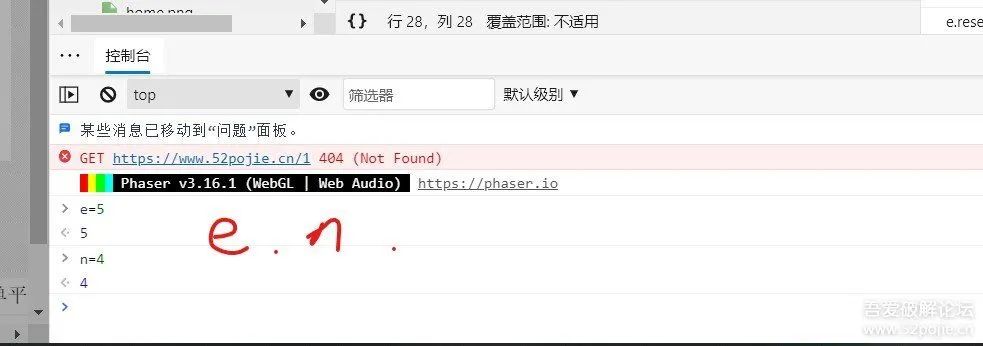 home.png
{} 行 28，列 28 覆盖范围: 不适用
e.rese
··· 控制台
top ▼ 筛选器 默认级别 ▼
某些消息已移动到“问题”面板。
GET https://www.52pojie.cn/1 404 (Not Found)
Phaser v3.16.1 (WebGL | Web Audio) https://phaser.io
> e=5
<· 5
e . n .
> n=4
<· 4
>
吾爱破解论坛
www.52pojie.cn